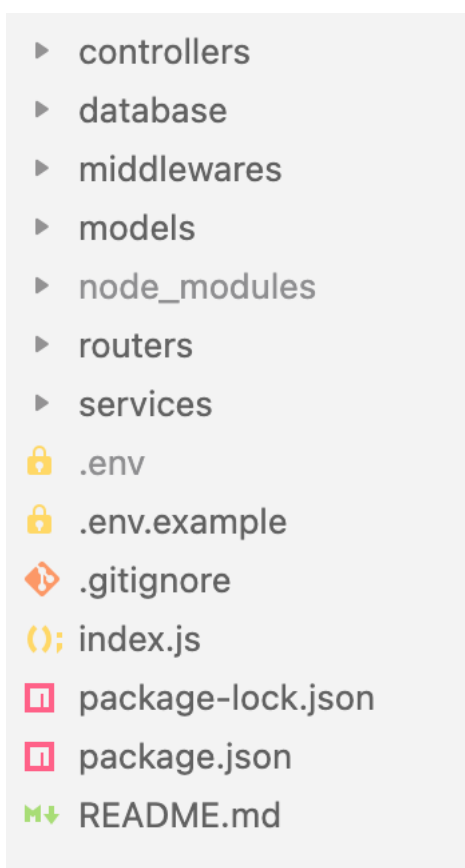 controllers
database
middlewares
models
node_modules
routers
services
.env
.env.example
.gitignore
index.js
package-lock.json
package.json
README.md